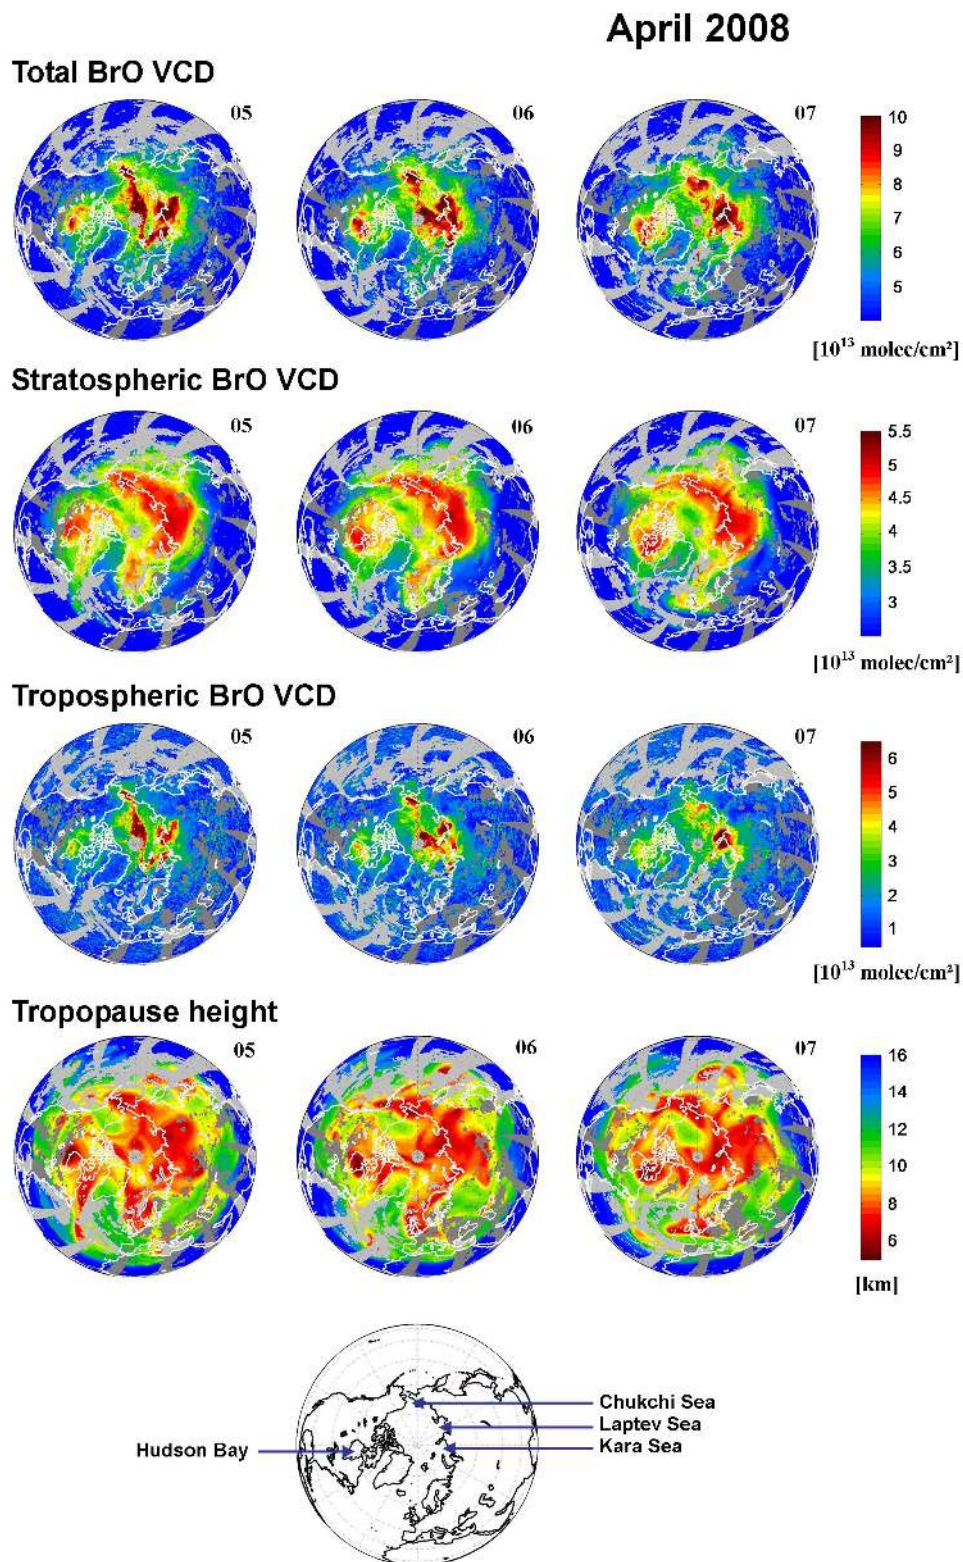 April 2008
Total BrO VCD
05
06
07
10
9
8
7
6
5
[10¹³ molec/cm²]
Stratospheric BrO VCD
05
06
07
5.5
5
4.5
4
3.5
3
[10¹³ molec/cm²]
Tropospheric BrO VCD
05
06
07
6
5
4
3
2
1
[10¹³ molec/cm²]
Tropopause height
05
06
07
16
14
12
10
8
6
[km]
Chukchi Sea
Laptev Sea
Kara Sea
Hudson Bay